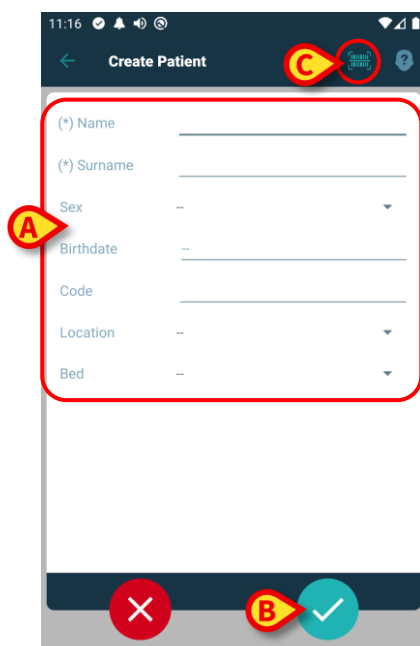 11:16
Create Patient
C
?
(*) Name
(*) Surname
A
Sex --
Birthdate --
Code
Location --
Bed --
B